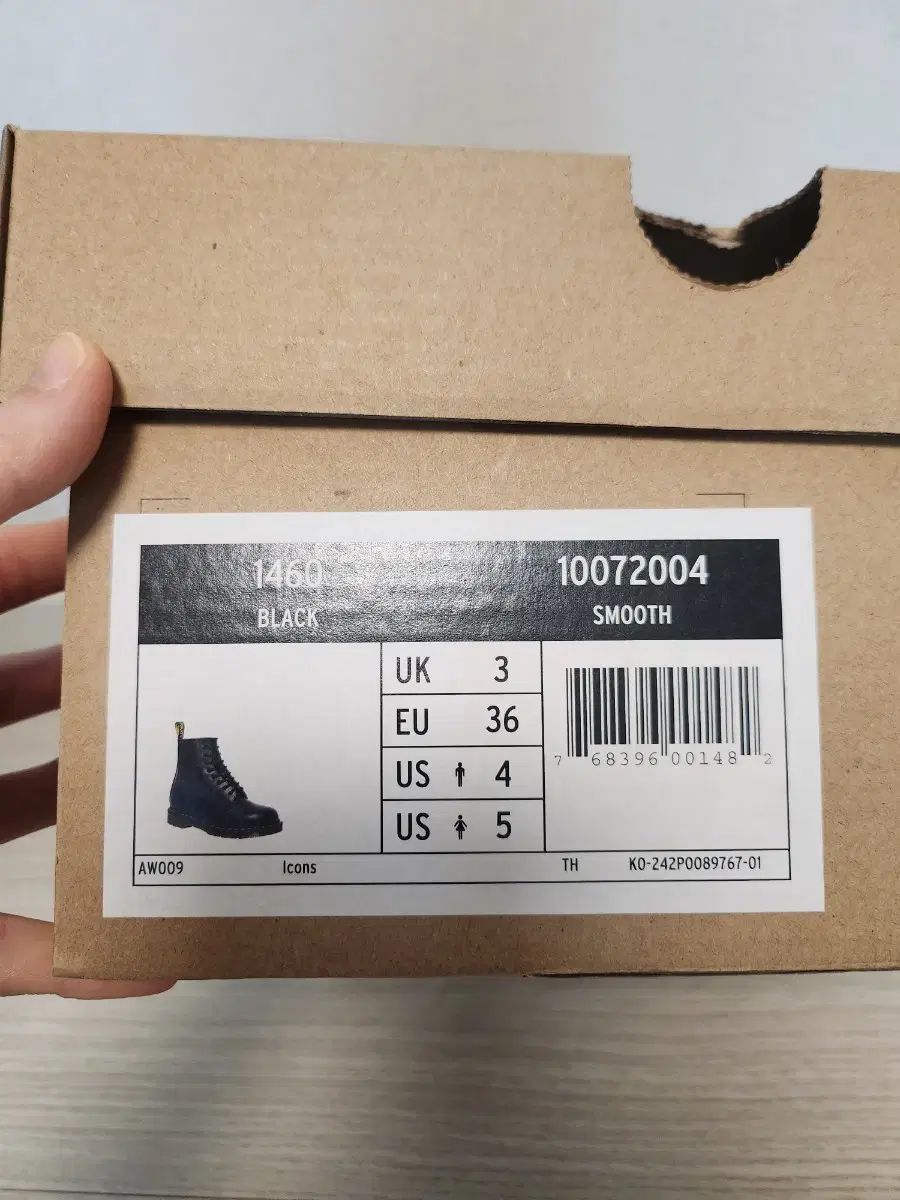 1460 10072004
BLACK SMOOTH
UK 3
EU 36
US 4
US 5
7 68396 00148 2
AW009 Icons TH KO-242P0089767-01